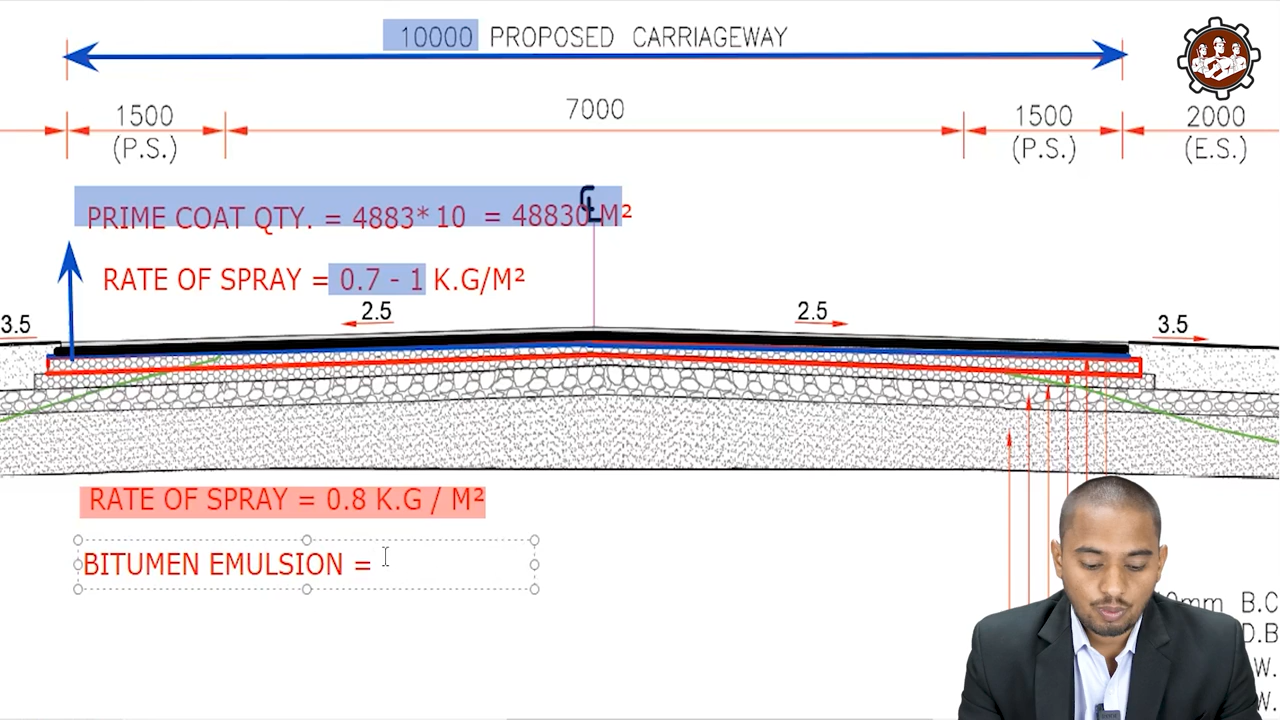 10000 PROPOSED CARRIAGEWAY
1500 7000 1500 2000
(P.S.) (P.S.) (E.S.)
PRIME COAT QTY. = 4883*10 = 48830 M²
RATE OF SPRAY = 0.7 - 1 K.G/M²
3.5 2.5 2.5 3.5
RATE OF SPRAY = 0.8 K.G / M²
BITUMEN EMULSION =
mm B.C
D.B
W.
W.